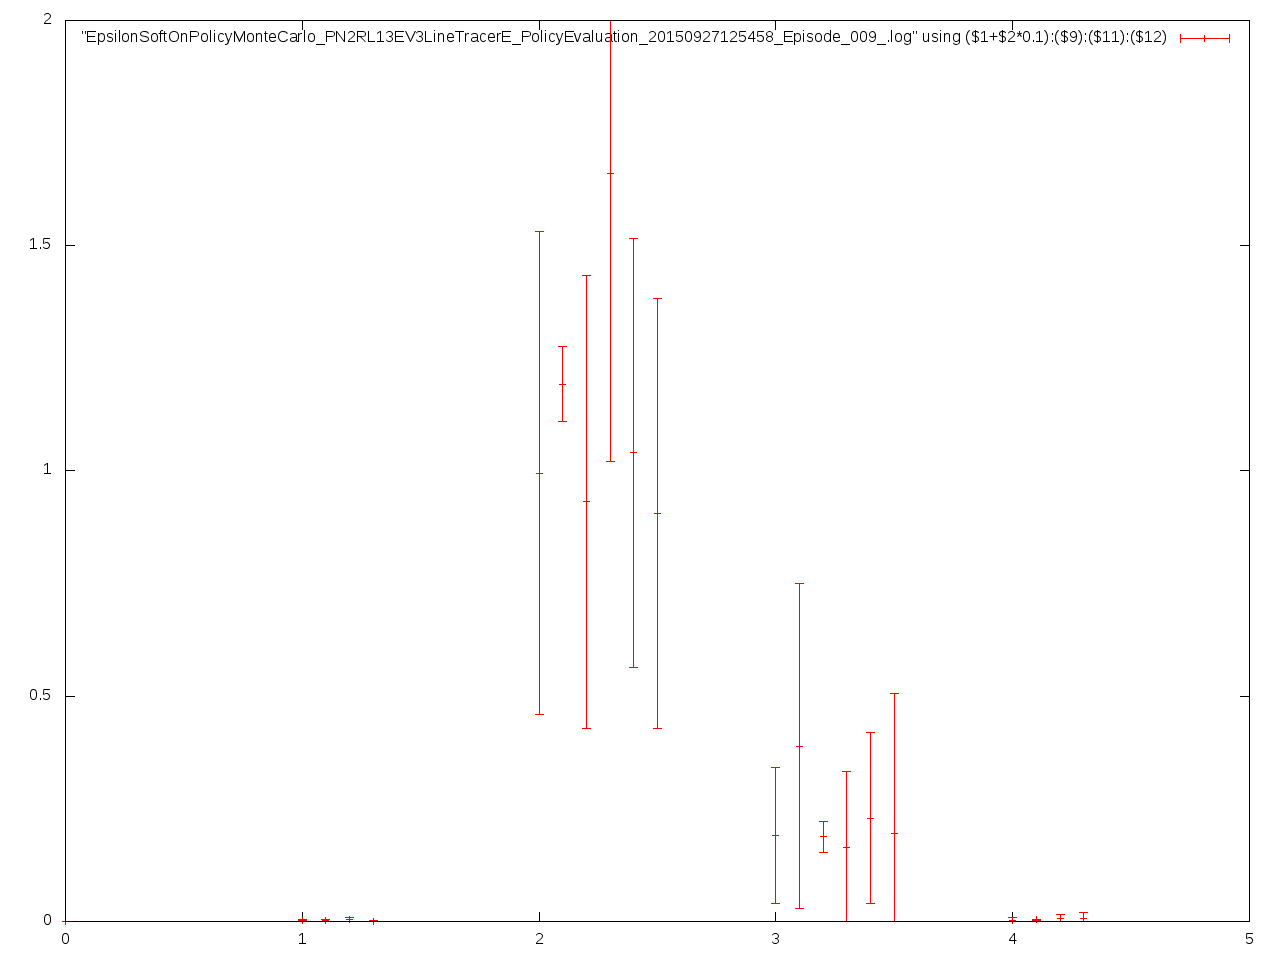 2
"EpsilonSoftOnPolicyMonteCarlo_PN2RL13EV3LineTracerE_PolicyEvaluation_20150927125458_Episode_009_.log" using ($1+$2*0.1):($9):($11):($12)
1.5
1
0.5
0
0 1 2 3 4 5